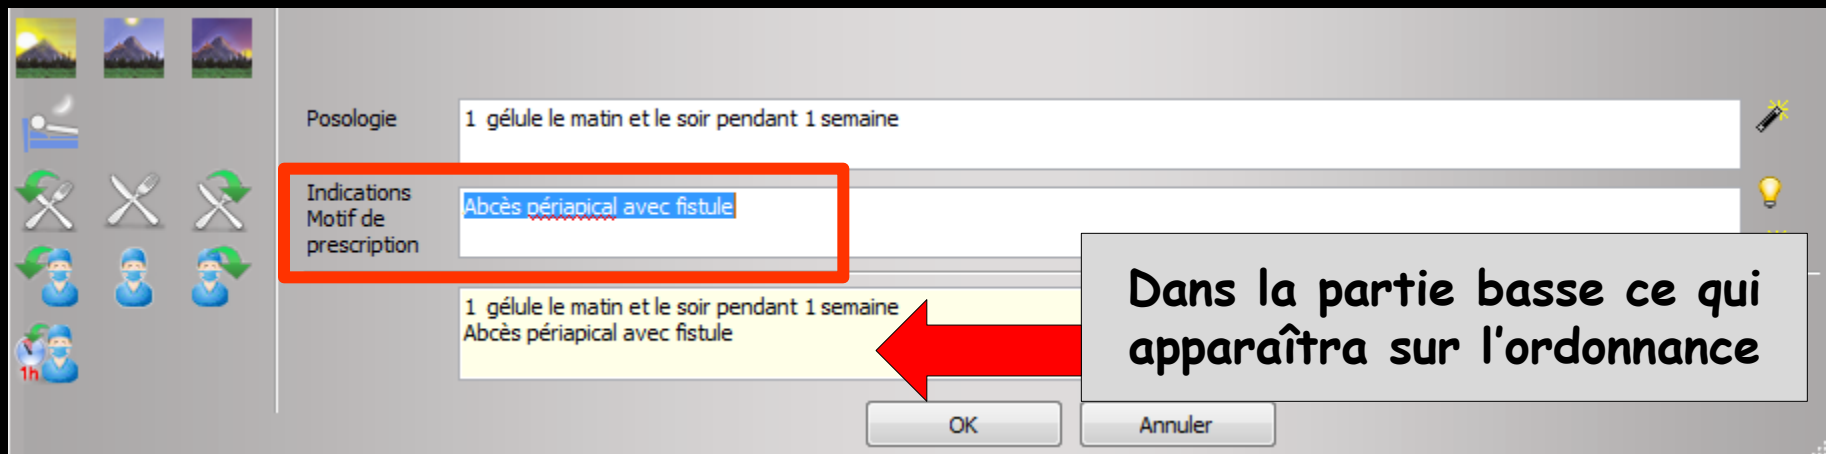 Posologie
1 gélule le matin et le soir pendant 1 semaine
Indications
Motif de
prescription
Abcès périapical avec fistule
1 gélule le matin et le soir pendant 1 semaine
Abcès périapical avec fistule
Dans la partie basse ce qui
apparaîtra sur l'ordonnance
1h
OK
Annuler